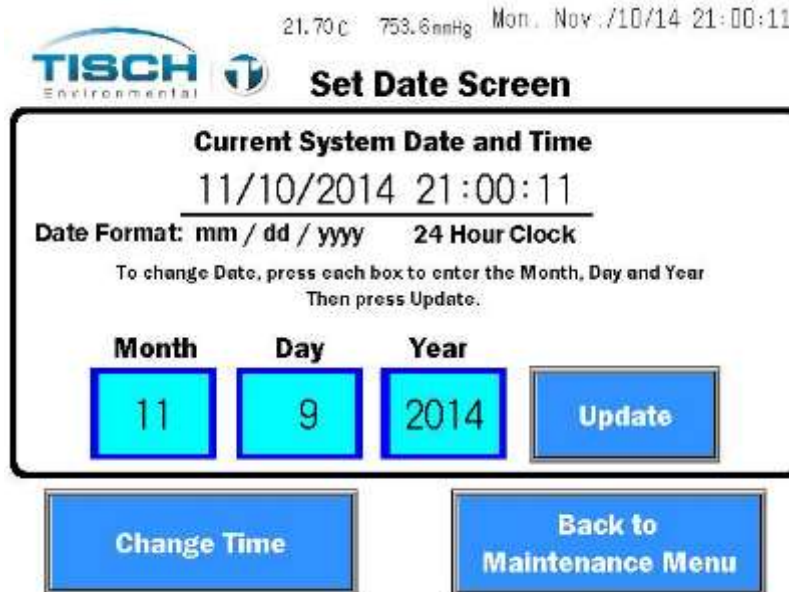 21.70 C 753.6mmHg Mon. Nov./10/14 21:00:11
TISCH
Environmental
Set Date Screen
Current System Date and Time
11/10/2014 21:00:11
Date Format: mm / dd / yyyy 24 Hour Clock
To change Date, press each box to enter the Month, Day and Year
Then press Update.
Month Day Year
11 9 2014 Update
Change Time
Back to
Maintenance Menu